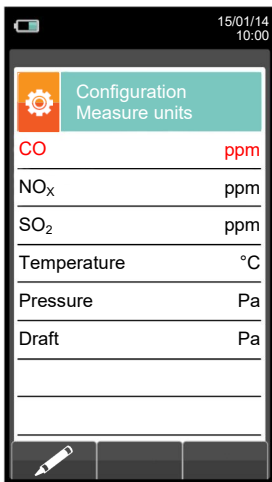 15/01/14
10:00
Configuration
Measure units
CO ppm
NOX ppm
SO2 ppm
Temperature °C
Pressure Pa
Draft Pa